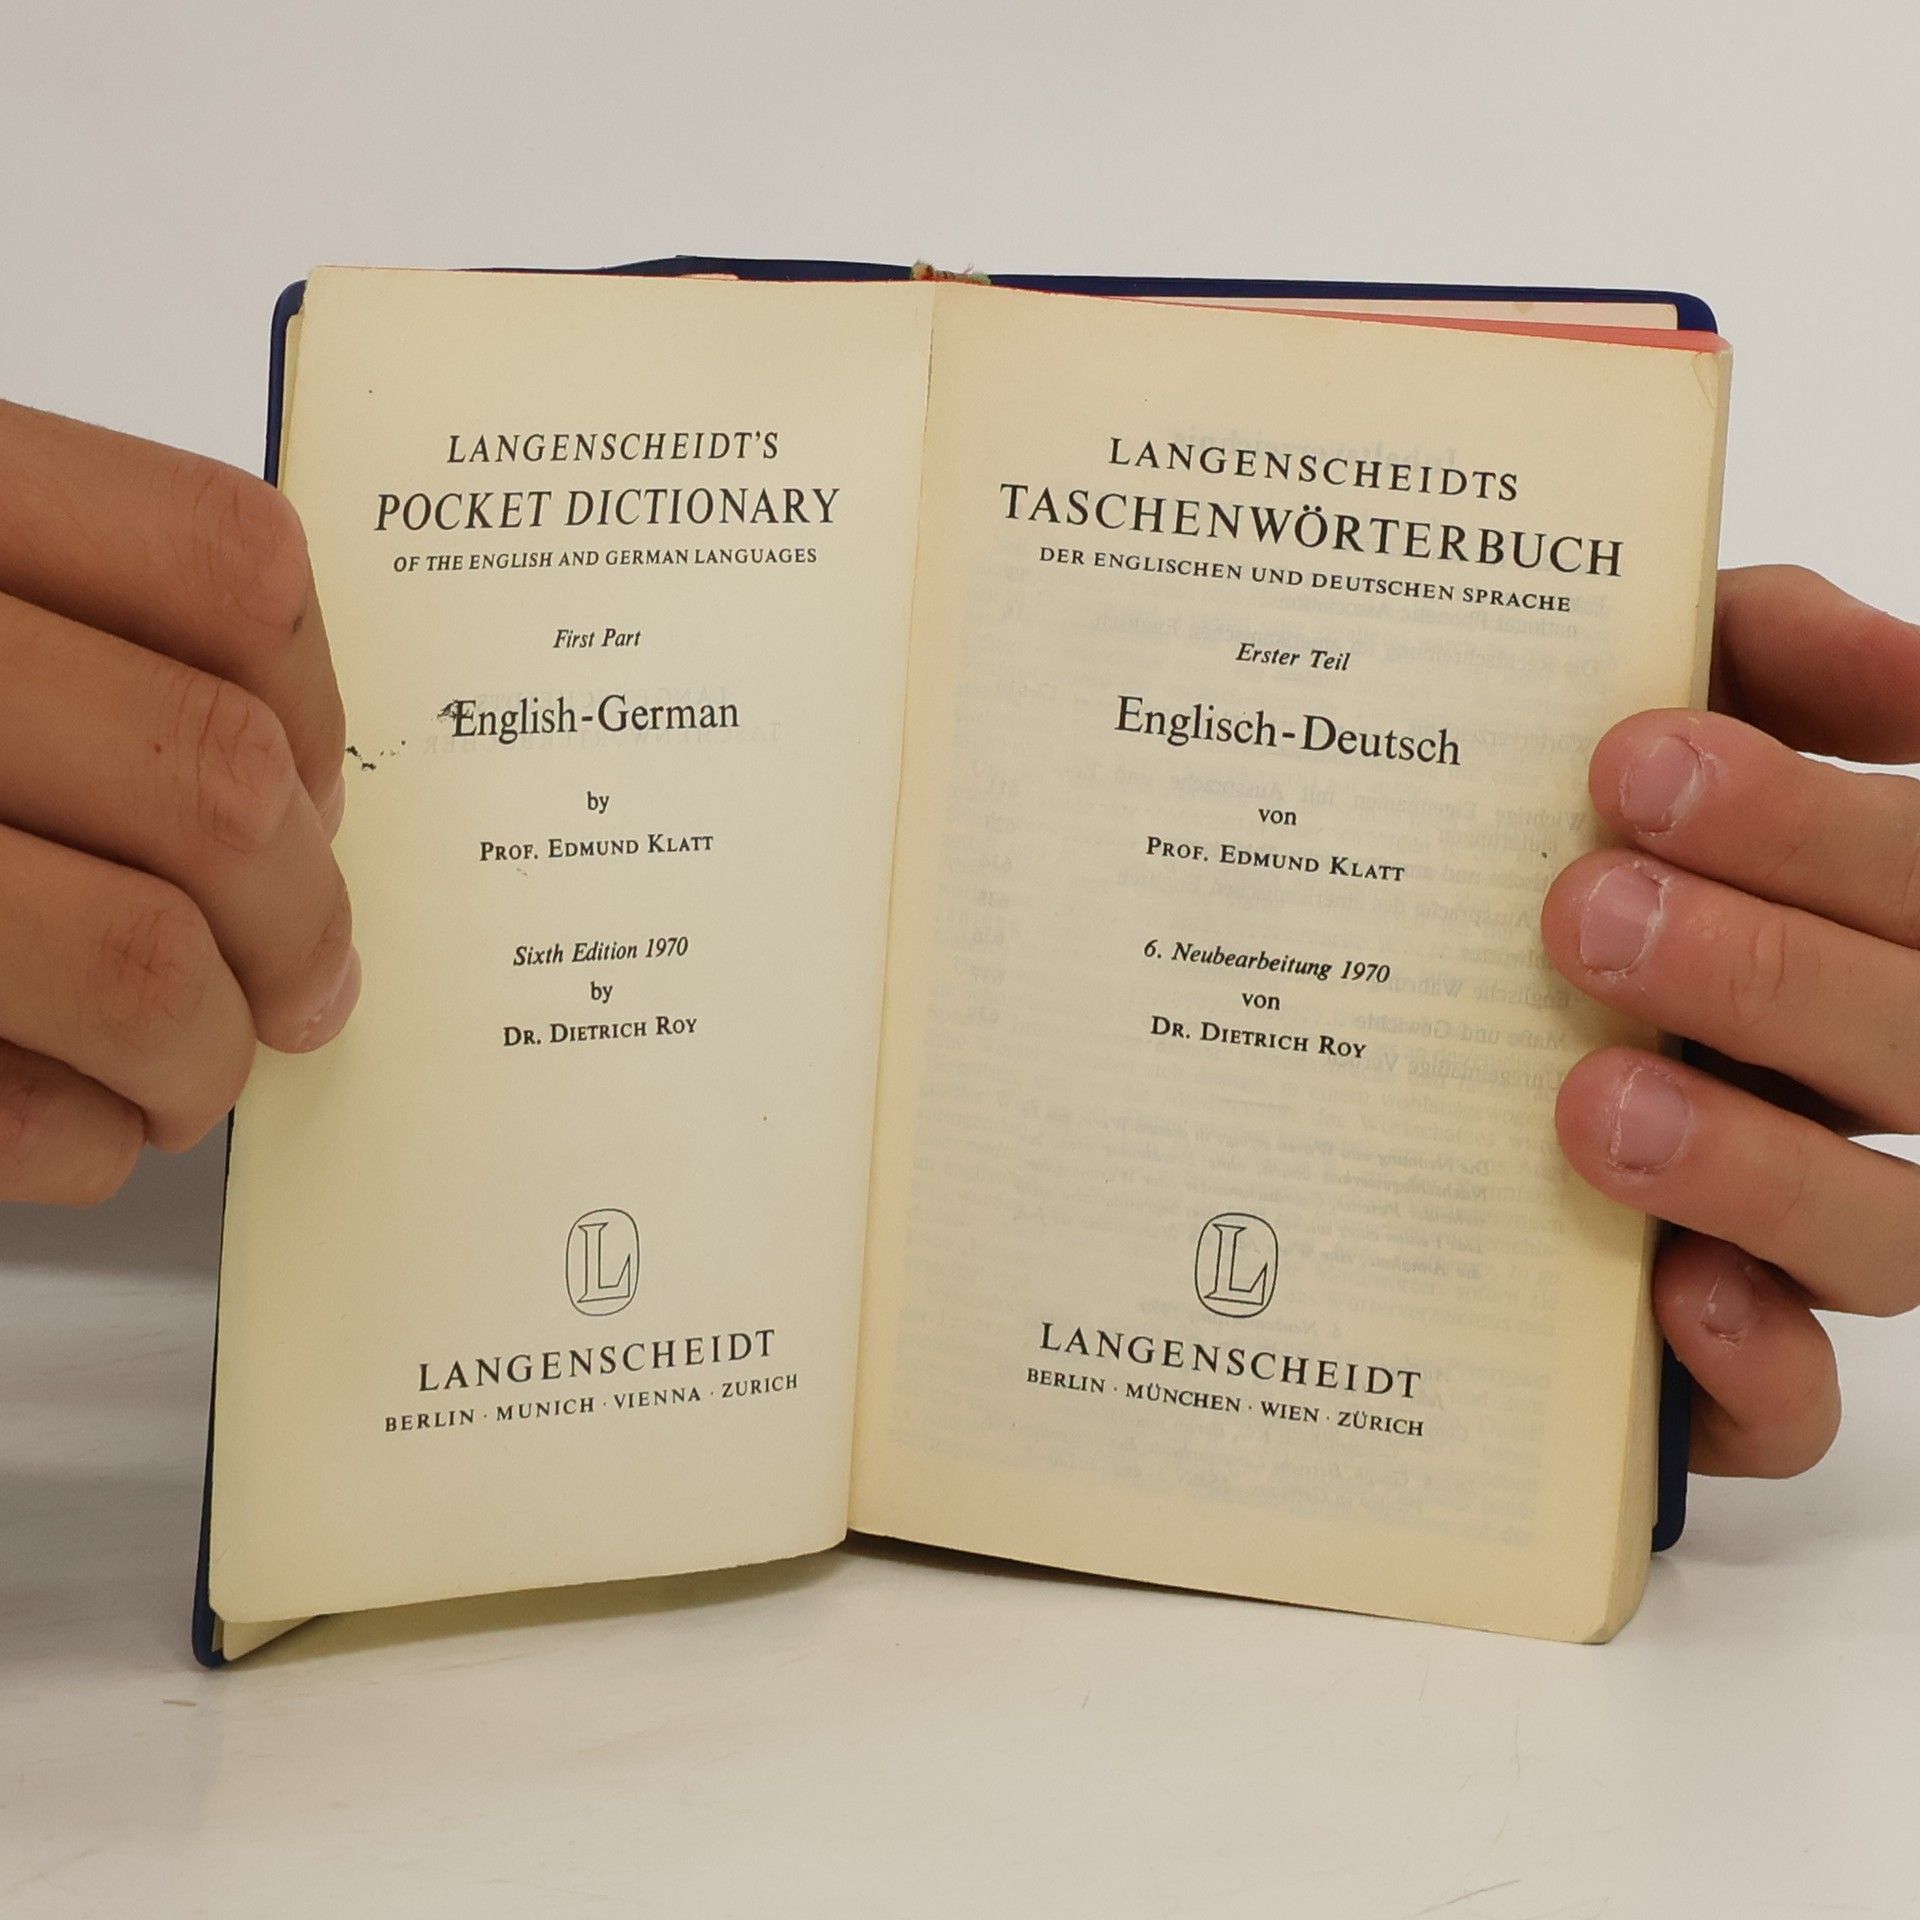 LANGENSCHEIDT'S
POCKET DICTIONARY
OF THE ENGLISH AND GERMAN LANGUAGES
First Part
English-German
by
PROF. EDMUND KLATT
Sixth Edition 1970
by
DR. DIETRICH ROY
L
LANGENSCHEIDT
BERLIN · MUNICH · VIENNA · ZURICH
LANGENSCHEIDTS
TASCHENWÖRTERBUCH
DER ENGLISCHEN UND DEUTSCHEN SPRACHE
Erster Teil
Englisch-Deutsch
von
PROF. EDMUND KLATT
6. Neubearbeitung 1970
von
DR. DIETRICH ROY
L
LANGENSCHEIDT
BERLIN · MÜNCHEN · WIEN · ZÜRICH